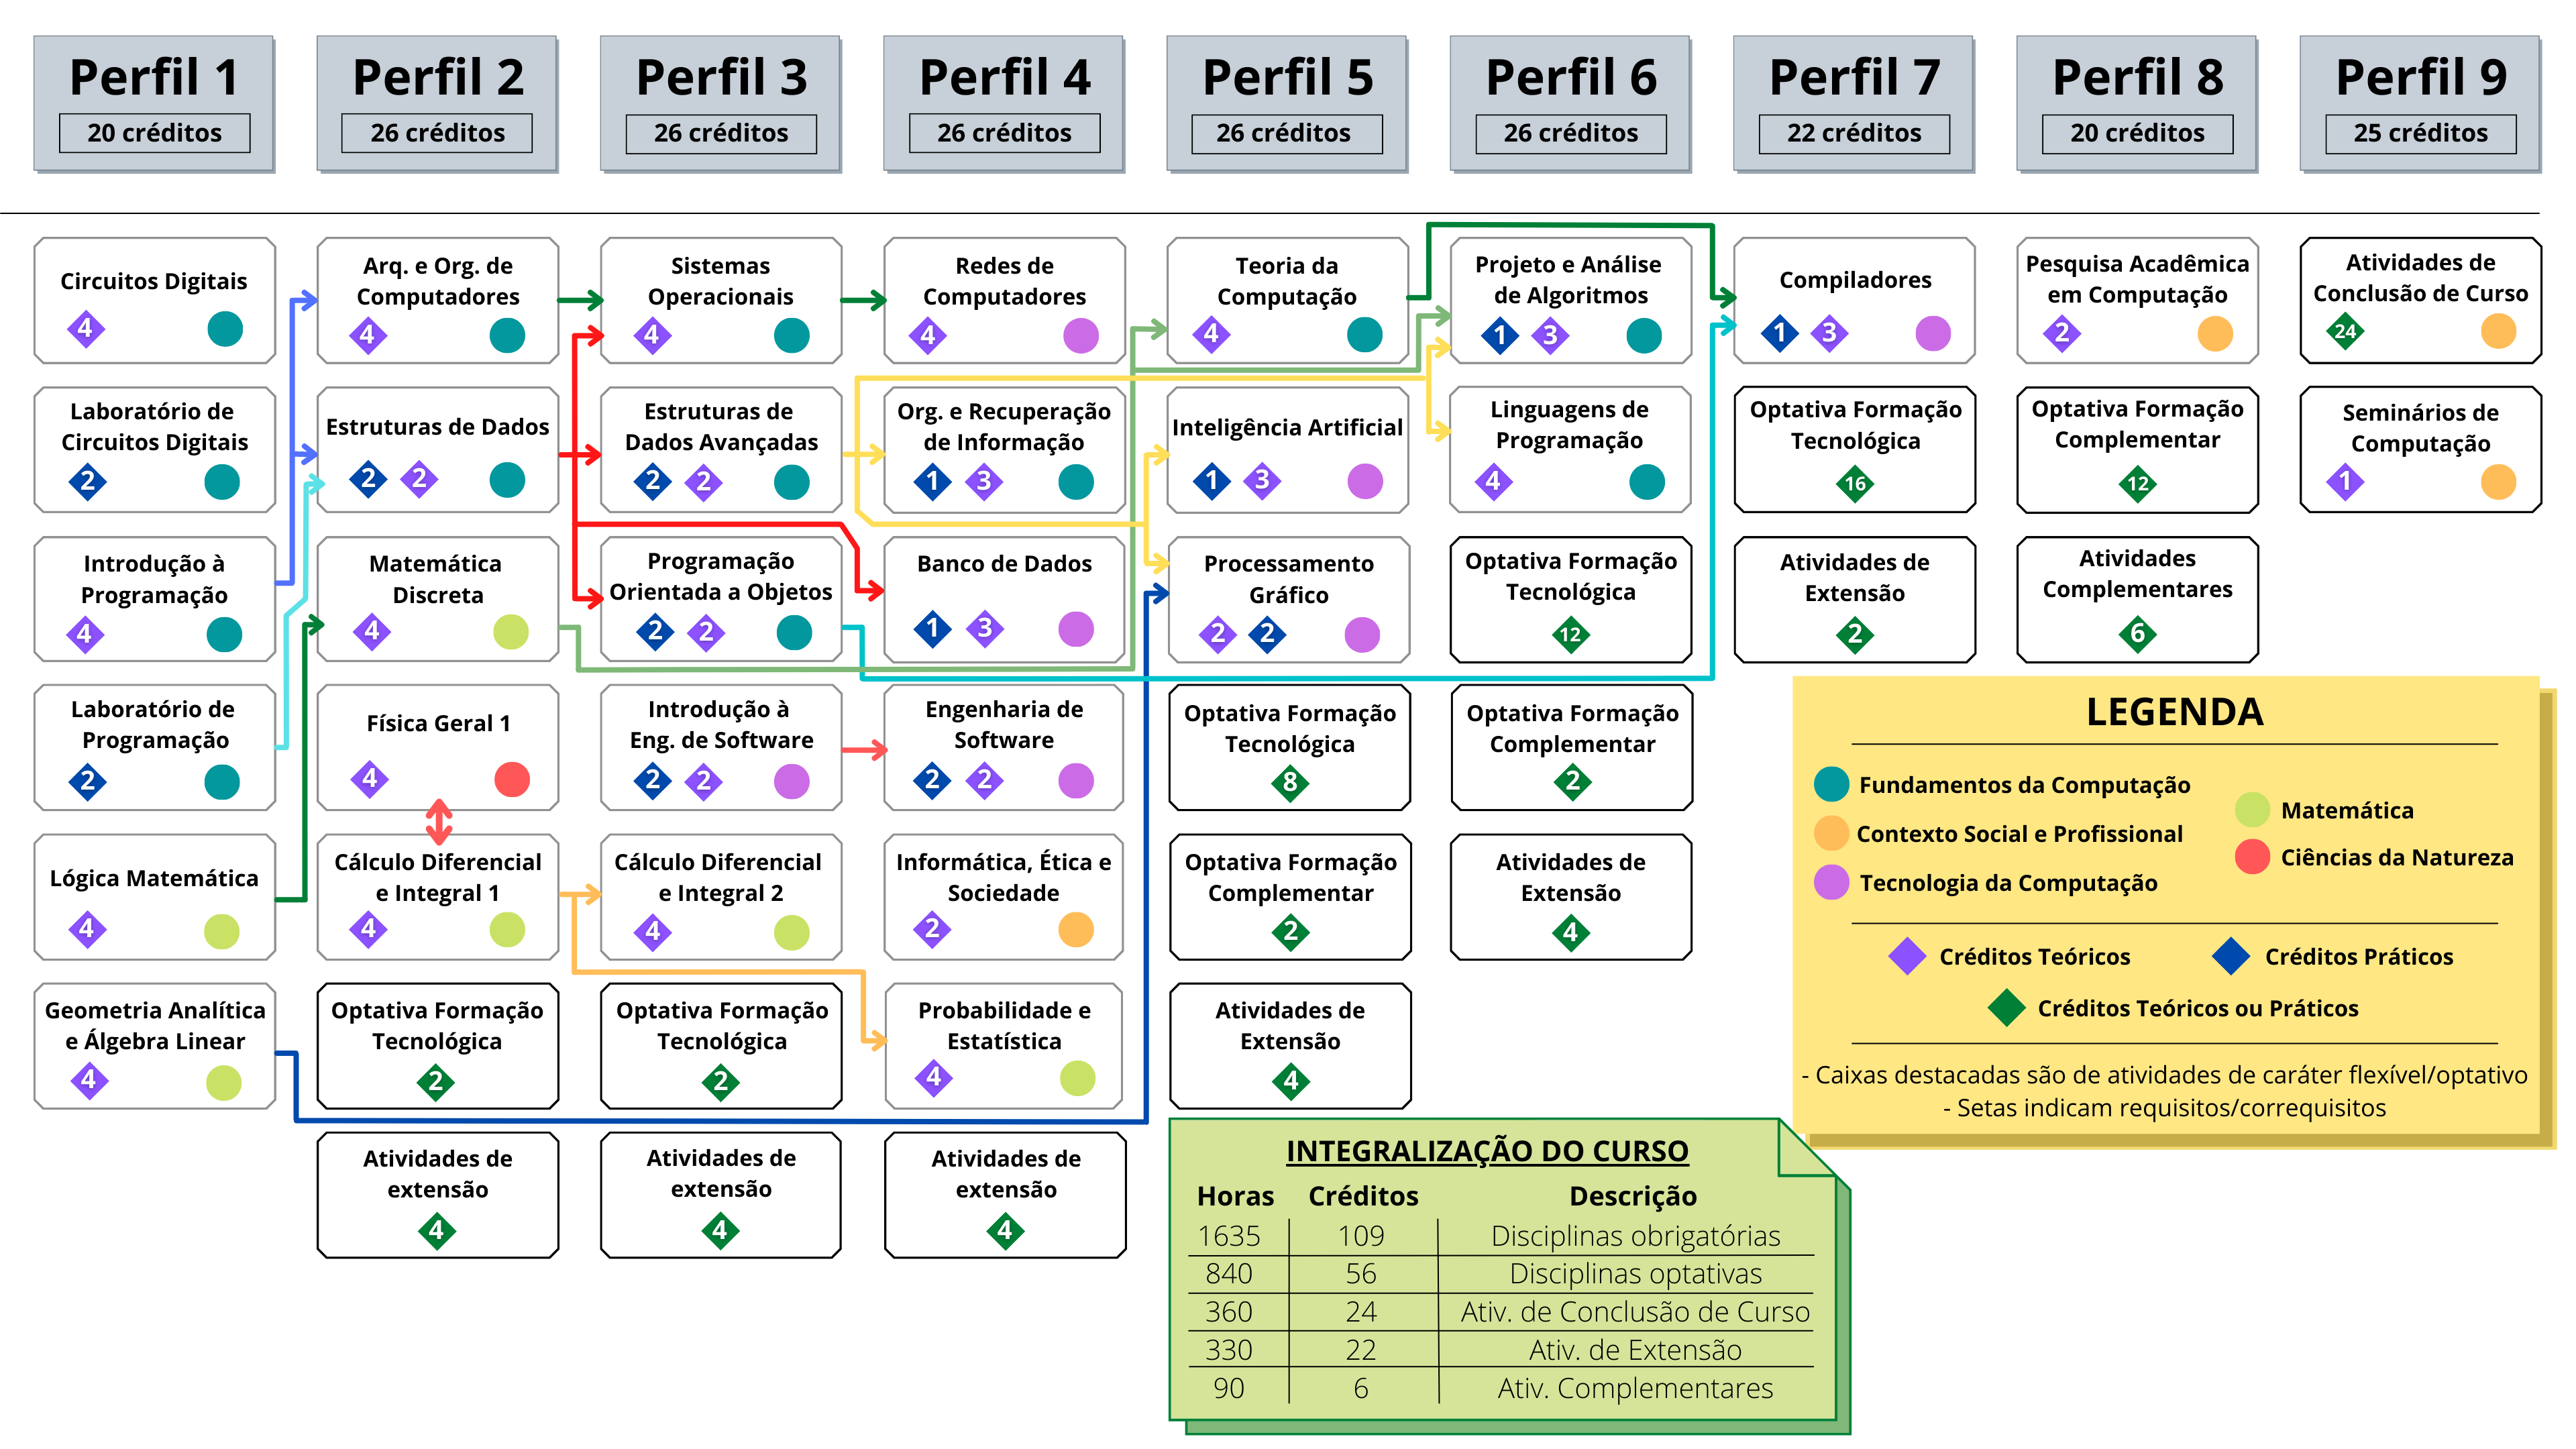 Perfil 1
20 créditos
Perfil 2
26 créditos
Perfil 3
26 créditos
Perfil 4
26 créditos
Perfil 5
26 créditos
Perfil 6
26 créditos
Perfil 7
22 créditos
Perfil 8
20 créditos
Perfil 9
25 créditos
Circuitos Digitais
4
Laboratório de
Circuitos Digitais
2
Introdução à
Programação
4
Laboratório de
Programação
2
Lógica Matemática
4
Geometria Analítica
e Álgebra Linear
4
Arq. e Org. de
Computadores
4
Estruturas de Dados
2 2
Matemática
Discreta
4
Física Geral 1
4
Cálculo Diferencial
e Integral 1
4
Optativa Formação
Tecnológica
2
Atividades de
extensão
4
Sistemas
Operacionais
4
Estruturas de
Dados Avançadas
2 2
Programação
Orientada a Objetos
2 2
Introdução à
Eng. de Software
2 2
Cálculo Diferencial
e Integral 2
4
Optativa Formação
Tecnológica
2
Atividades de
extensão
4
Redes de
Computadores
4
Org. e Recuperação
de Informação
1 3
Banco de Dados
1 3
Engenharia de
Software
2 2
Informática, Ética e
Sociedade
2
Probabilidade e
Estatística
4
Atividades de
extensão
4
Teoria da
Computação
4
Inteligência Artificial
1 3
Processamento
Gráfico
2 2
Optativa Formação
Tecnológica
8
Optativa Formação
Complementar
2
Atividades de
Extensão
4
Projeto e Análise
de Algoritmos
1 3
Linguagens de
Programação
4
Optativa Formação
Tecnológica
12
Optativa Formação
Complementar
2
Atividades de
Extensão
4
Compiladores
1 3
Optativa Formação
Tecnológica
16
Atividades de
Extensão
2
Pesquisa Acadêmica
em Computação
2
Optativa Formação
Complementar
12
Atividades
Complementares
6
Atividades de
Conclusão de Curso
24
Seminários de
Computação
1
LEGENDA
Fundamentos da Computação
Contexto Social e Profissional
Tecnologia da Computação
Matemática
Ciências da Natureza
Créditos Teóricos
Créditos Práticos
Créditos Teóricos ou Práticos
- Caixas destacadas são de atividades de caráter flexível/optativo
- Setas indicam requisitos/correquisitos
INTEGRALIZAÇÃO DO CURSO
Horas Créditos Descrição
1635 109 Disciplinas obrigatórias
840 56 Disciplinas optativas
360 24 Ativ. de Conclusão de Curso
330 22 Ativ. de Extensão
90 6 Ativ. Complementares